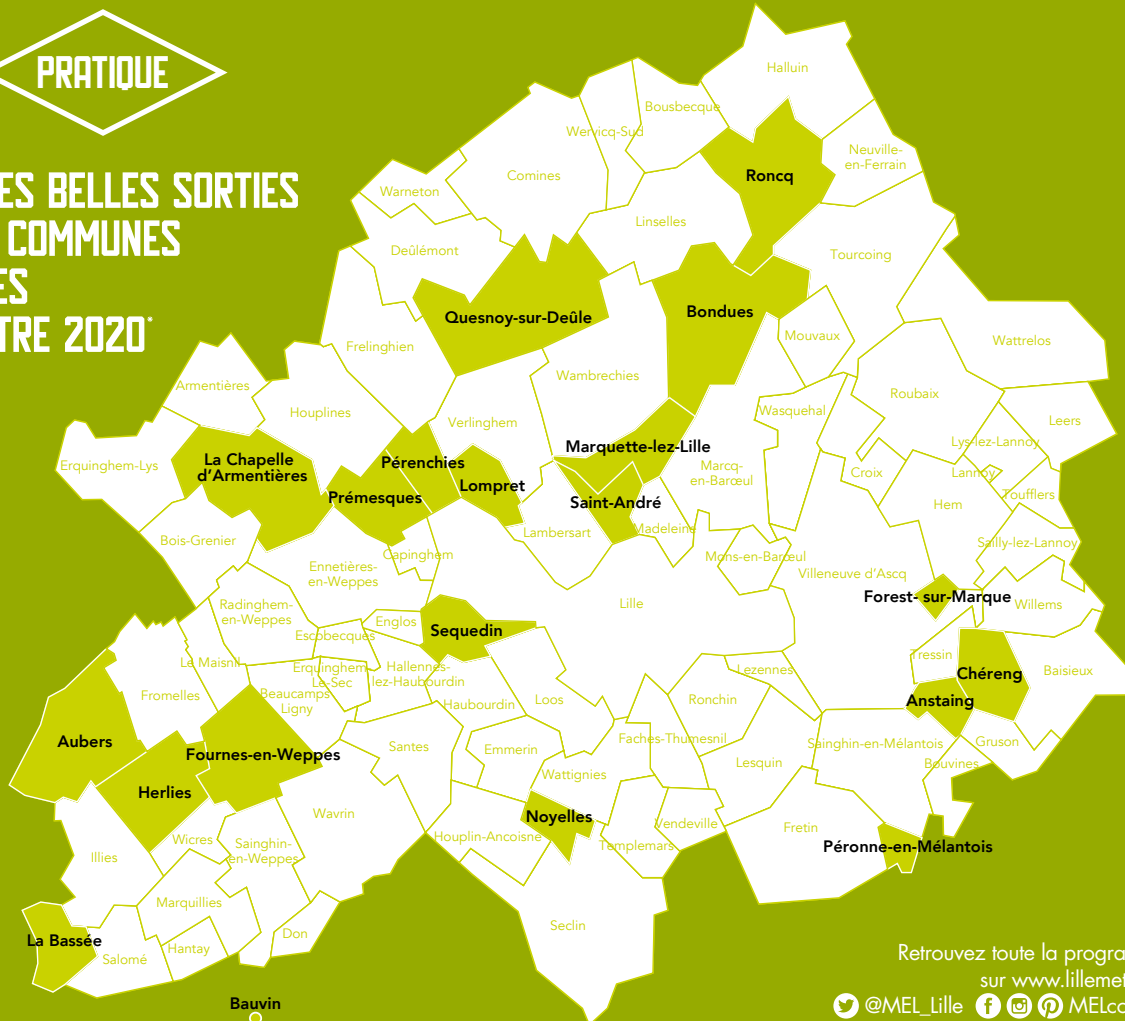 PRATIQUE
ES BELLES SORTIES
COMMUNES
ES
TRE 2020*
Halluin
Bousbecque
Wervicq-Sud
Neuville-
en-Ferrain
Roncq
Comines
Warneton
Linselles
Deûlémont
Tourcoing
Quesnoy-sur-Deûle
Bondues
Mouvaux
Wattrelos
Frelinghien
Wambrechies
Armentières
Roubaix
Houplines
Wasquehal
Verlinghem
Leers
Lys-lez-Lannoy
Marquette-lez-Lille
La Chapelle
d'Armentières
Pérenchies
Erquinghem-Lys
Marcq-
en-Barœul
Croix
Lannoy
Lompret
Prémesques
Saint-André
Toufflers
Hem
Lambersart
Madeleine
Bois-Grenier
Sailly-lez-Lannoy
Capinghem
Mons-en-Barœul
Ennetières-
en-Weppes
Villeneuve d'Ascq
Forest- sur-Marque
Willems
Lille
Radinghem-
en-Weppes
Englos
Sequedin
Escobecques
Tressin
Le Maisnil
Erquinghem-
Le-Sec
Hallennes-
lez-Haubourdin
Lezennes
Chéreng
Baisieux
Fromelles
Beaucamps
Ligny
Haubourdin
Loos
Ronchin
Anstaing
Aubers
Fournes-en-Weppes
Santes
Emmerin
Faches-Thumesnil
Sainghin-en-Mélantois
Gruson
Lesquin
Bouvines
Wattignies
Herlies
Wavrin
Noyelles
Vendeville
Fretin
Wicres
Sainghin-
en-Weppes
Houplin-Ancoisne
Templemars
Péronne-en-Mélantois
Illies
Marquillies
Seclin
La Bassée
Don
Hantay
Salomé
Bauvin
Retrouvez toute la progra
sur www.lillemet
@MEL_Lille MELco